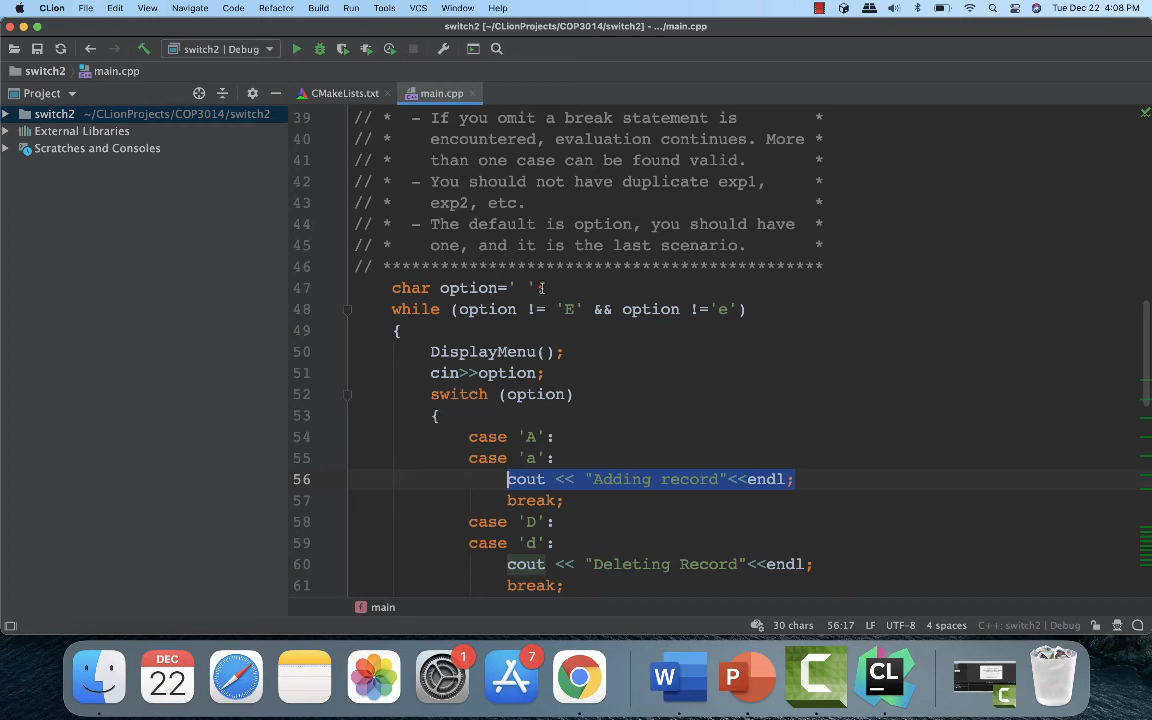 CLion File Edit View Navigate Code Refactor Build Run Tools VCS Window Help Tue Dec 22 4:08 PM
switch2 [~/CLionProjects/COP3014/switch2] - .../main.cpp
switch2 | Debug
switch2 main.cpp
Project
CMakeLists.txt main.cpp
switch2 ~/CLionProjects/COP3014/switch2
External Libraries
Scratches and Consoles
39 // * - If you omit a break statement is *
40 // * encountered, evaluation continues. More *
41 // * than one case can be found valid. *
42 // * - You should not have duplicate exp1, *
43 // * exp2, etc. *
44 // * - The default is option, you should have *
45 // * one, and it is the last scenario. *
46 // **********************************************
47 char option=' ';
48 while (option != 'E' && option !='e')
49 {
50 DisplayMenu();
51 cin>>option;
52 switch (option)
53 {
54 case 'A':
55 case 'a':
56 cout << "Adding record"<<endl;
57 break;
58 case 'D':
59 case 'd':
60 cout << "Deleting Record"<<endl;
61 break;
f main
30 chars 56:17 LF UTF-8 4 spaces C++: switch2 | Debug
DEC
22
1
7
W
P
C
CL
C